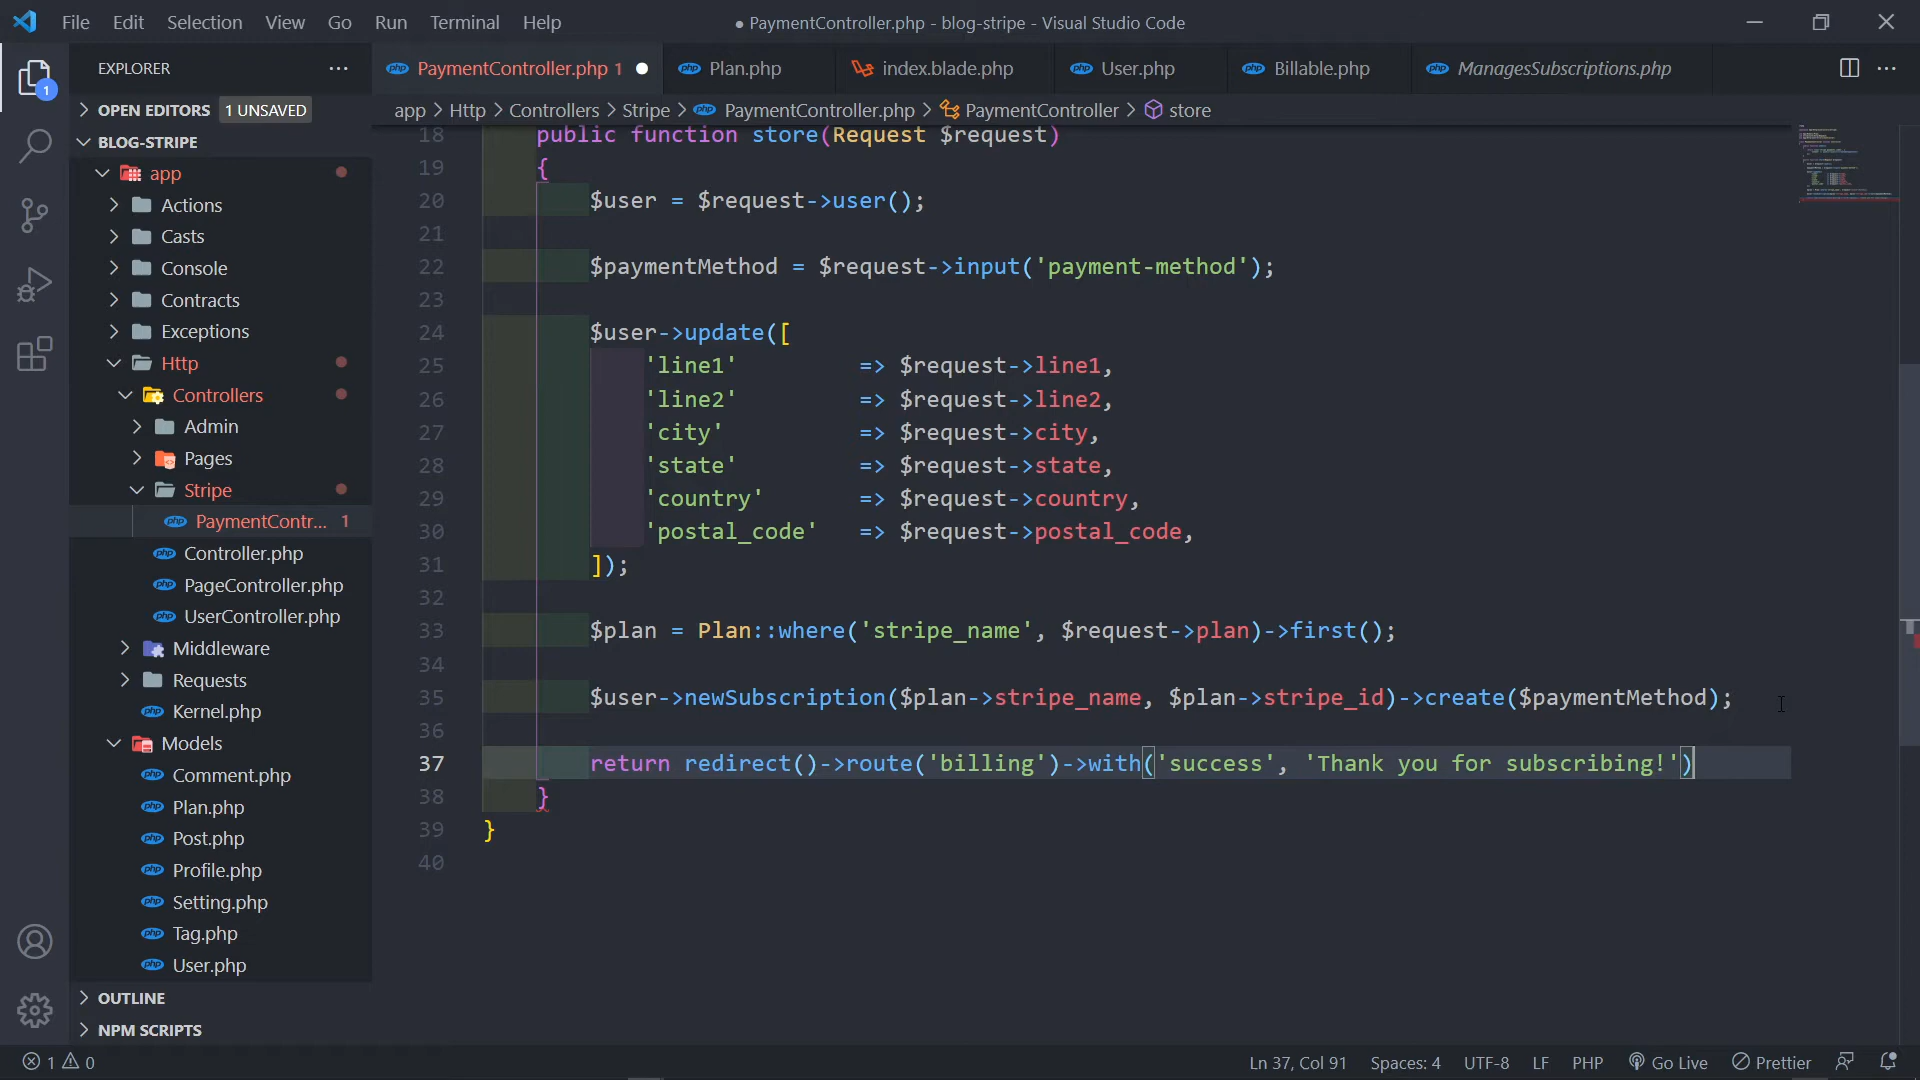 File Edit Selection View Go Run Terminal Help
● PaymentController.php - blog-stripe - Visual Studio Code
EXPLORER
PaymentController.php 1
Plan.php
index.blade.php
User.php
Billable.php
ManagesSubscriptions.php
OPEN EDITORS 1 UNSAVED
app > Http > Controllers > Stripe > PaymentController.php > PaymentController > store
BLOG-STRIPE
app
Actions
Casts
Console
Contracts
Exceptions
Http
Controllers
Admin
Pages
Stripe
PaymentContr... 1
Controller.php
PageController.php
UserController.php
Middleware
Requests
Kernel.php
Models
Comment.php
Plan.php
Post.php
Profile.php
Setting.php
Tag.php
User.php
OUTLINE
NPM SCRIPTS
18 public function store(Request $request)
19 {
20 $user = $request->user();
21
22 $paymentMethod = $request->input('payment-method');
23
24 $user->update([
25 'line1' => $request->line1,
26 'line2' => $request->line2,
27 'city' => $request->city,
28 'state' => $request->state,
29 'country' => $request->country,
30 'postal_code' => $request->postal_code,
31 ]);
32
33 $plan = Plan::where('stripe_name', $request->plan)->first();
34
35 $user->newSubscription($plan->stripe_name, $plan->stripe_id)->create($paymentMethod);
36
37 return redirect()->route('billing')->with('success', 'Thank you for subscribing!')
38 }
39 }
40
1 0
Ln 37, Col 91 Spaces: 4 UTF-8 LF PHP Go Live Prettier